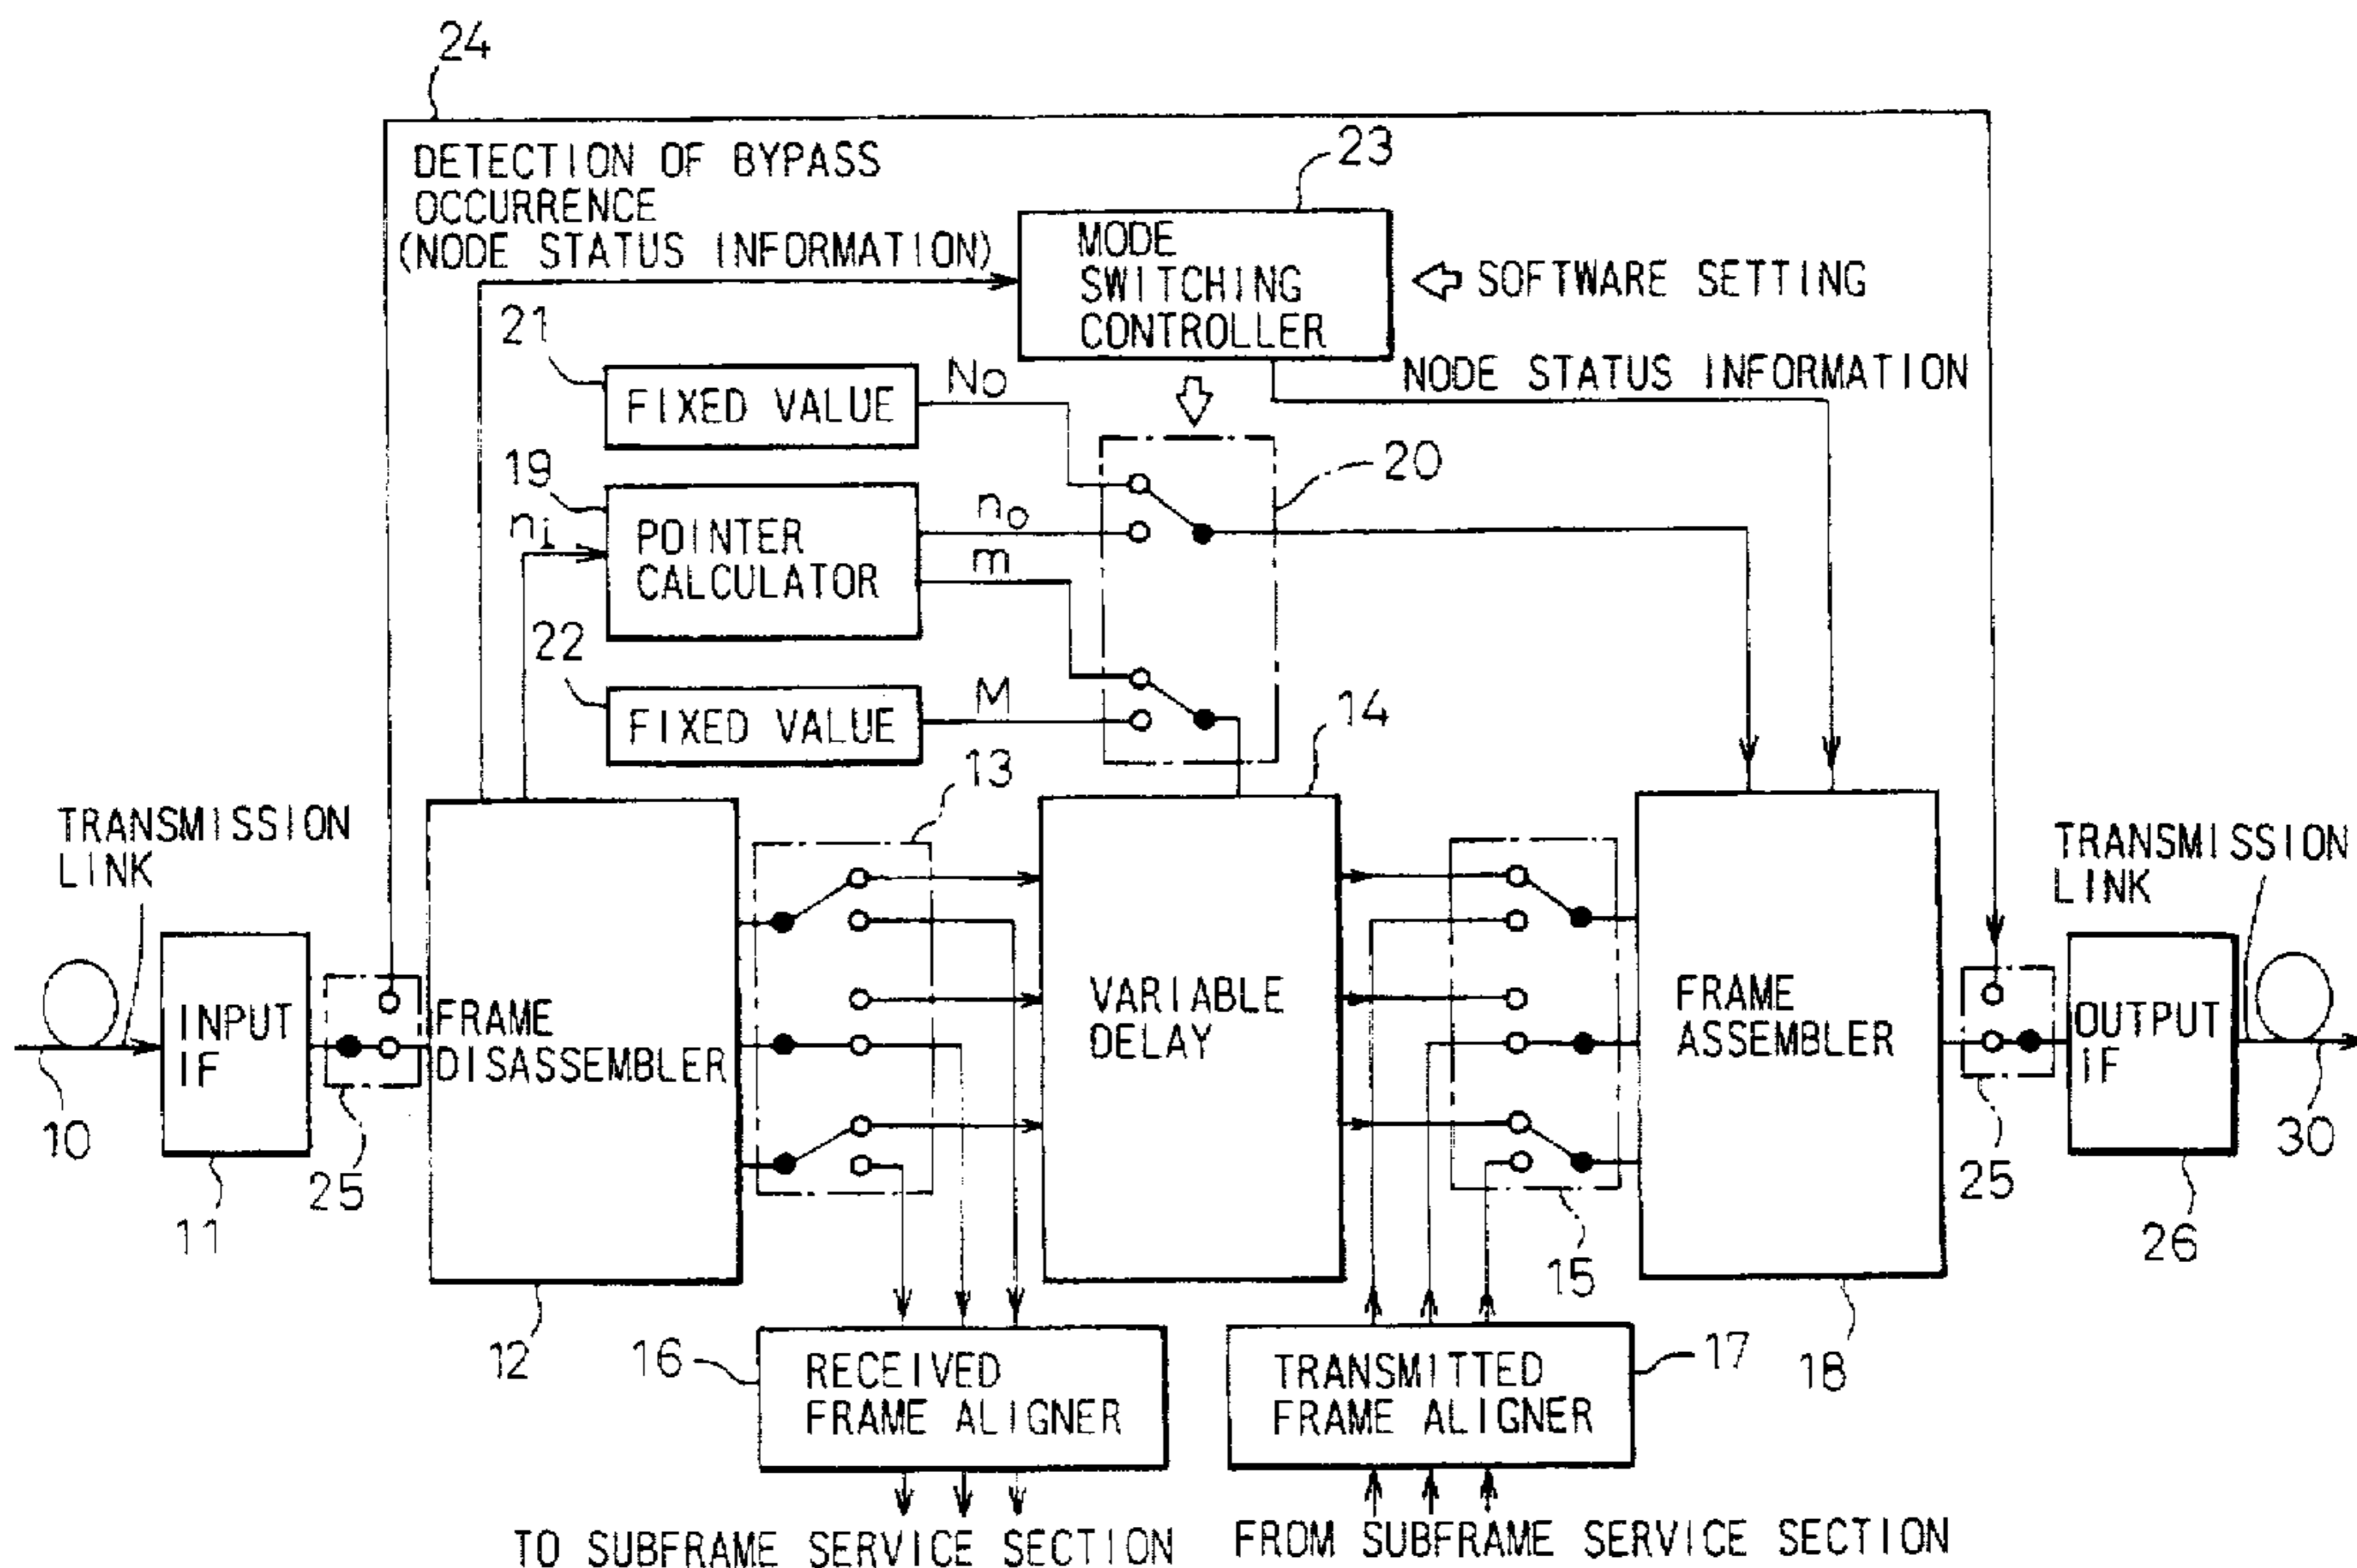 24
DETECTION OF BYPASS
OCCURRENCE
(NODE STATUS INFORMATION)
23
MODE
SWITCHING
CONTROLLER
SOFTWARE SETTING
21
FIXED VALUE
No
NODE STATUS INFORMATION
19
ni
POINTER
CALCULATOR
no
m
20
22
FIXED VALUE
M
13
14
TRANSMISSION
LINK
TRANSMISSION
LINK
INPUT
IF
FRAME
DISASSEMBLER
VARIABLE
DELAY
FRAME
ASSEMBLER
OUTPUT
IF
10
11
25
15
25
26
30
12
16
RECEIVED
FRAME ALIGNER
TRANSMITTED
FRAME ALIGNER
17
18
TO SUBFRAME SERVICE SECTION
FROM SUBFRAME SERVICE SECTION